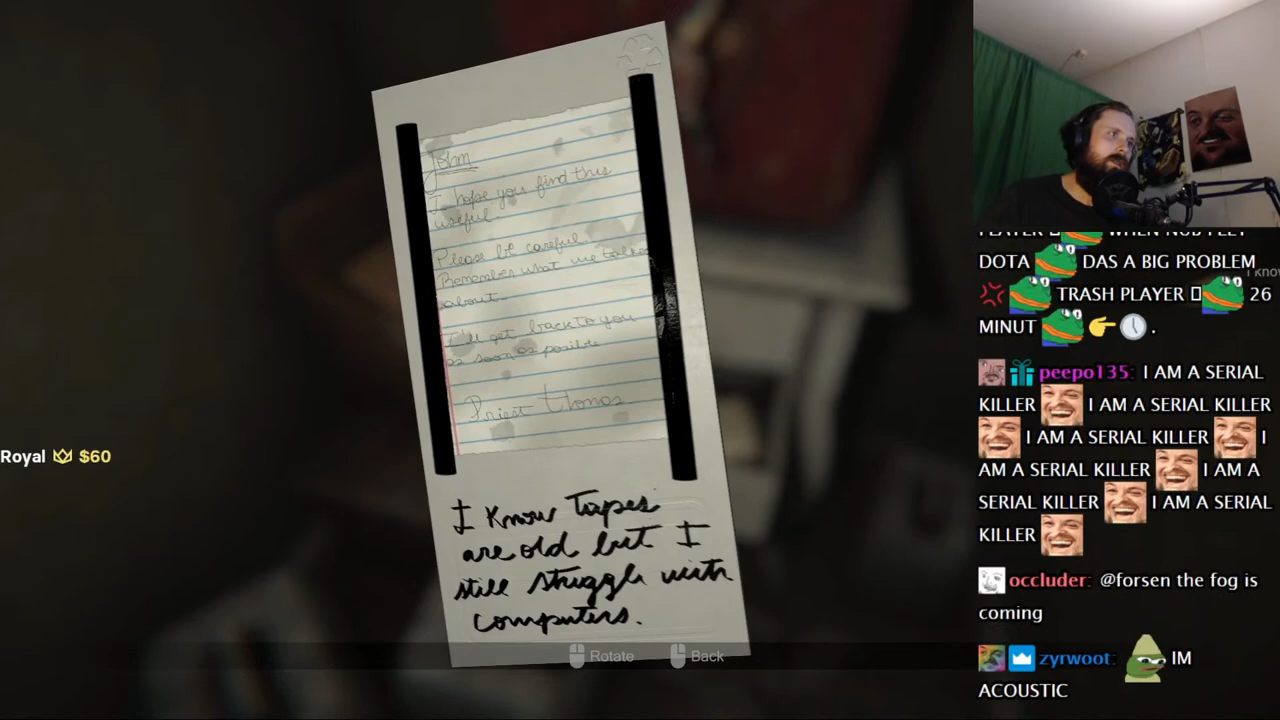 John
I hope you find this
useful.
Please be careful.
Remember what we talked
about.
I'll get back to you
as soon as posible
Priest Thomas
I Know Tapes
are old but I
still struggle with
computers.
Rotate
Back
Royal $60
DOTA DAS A BIG PROBLEM
TRASH PLAYER 26
MINUT .
peepo135: I AM A SERIAL
KILLER I AM A SERIAL KILLER
I AM A SERIAL KILLER I
AM A SERIAL KILLER I AM A
SERIAL KILLER I AM A SERIAL
KILLER
occluder: @forsen the fog is
coming
zyrwoot: IM
ACOUSTIC